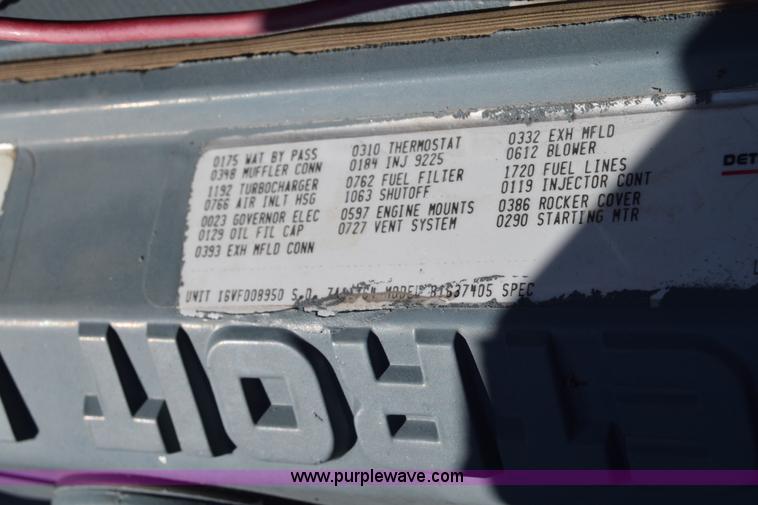 0175 WAT BY PASS
0348 MUFFLER CONN
1192 TURBOCHARGER
0766 AIR INLT HSG
0023 GOVERNOR ELEC
0129 OIL FIL CAP
0393 EXH MFLD CONN
0310 THERMOSTAT
0184 INJ 9225
0762 FUEL FILTER
1063 SHUTOFF
0597 ENGINE MOUNTS
0727 VENT SYSTEM
0332 EXH MFLD
0612 BLOWER
1720 FUEL LINES
0119 INJECTOR CONT
0386 ROCKER COVER
0290 STARTING MTR
DET
UNIT 16VF008950 S.O. MODEL 81637405 SPEC
ETROIT
www.purplewave.com